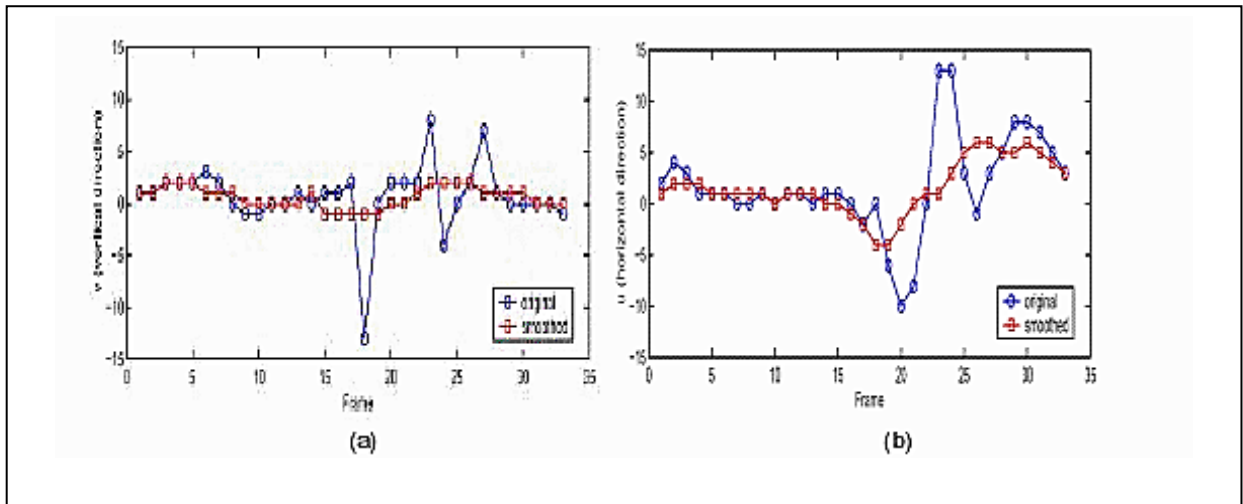 15
10
5
0
−5
−10
−15
v (vertical direction)
original
smoothed
0 5 10 15 20 25 30 35
Frame
(a)
15
10
5
0
−5
−10
−15
u (horizontal direction)
original
smoothed
0 5 10 15 20 25 30 35
Frame
(b)